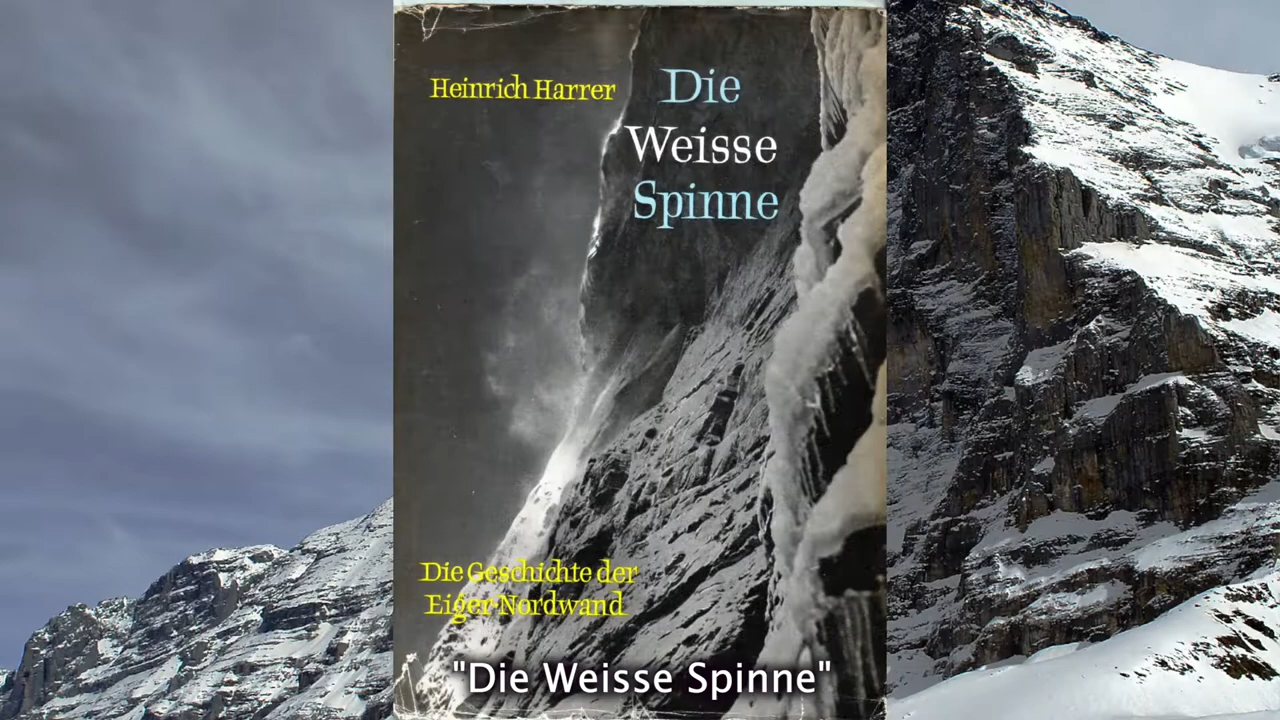 Heinrich Harrer
Die
Weisse
Spinne
Die Geschichte der
Eiger-Nordwand
"Die Weisse Spinne"